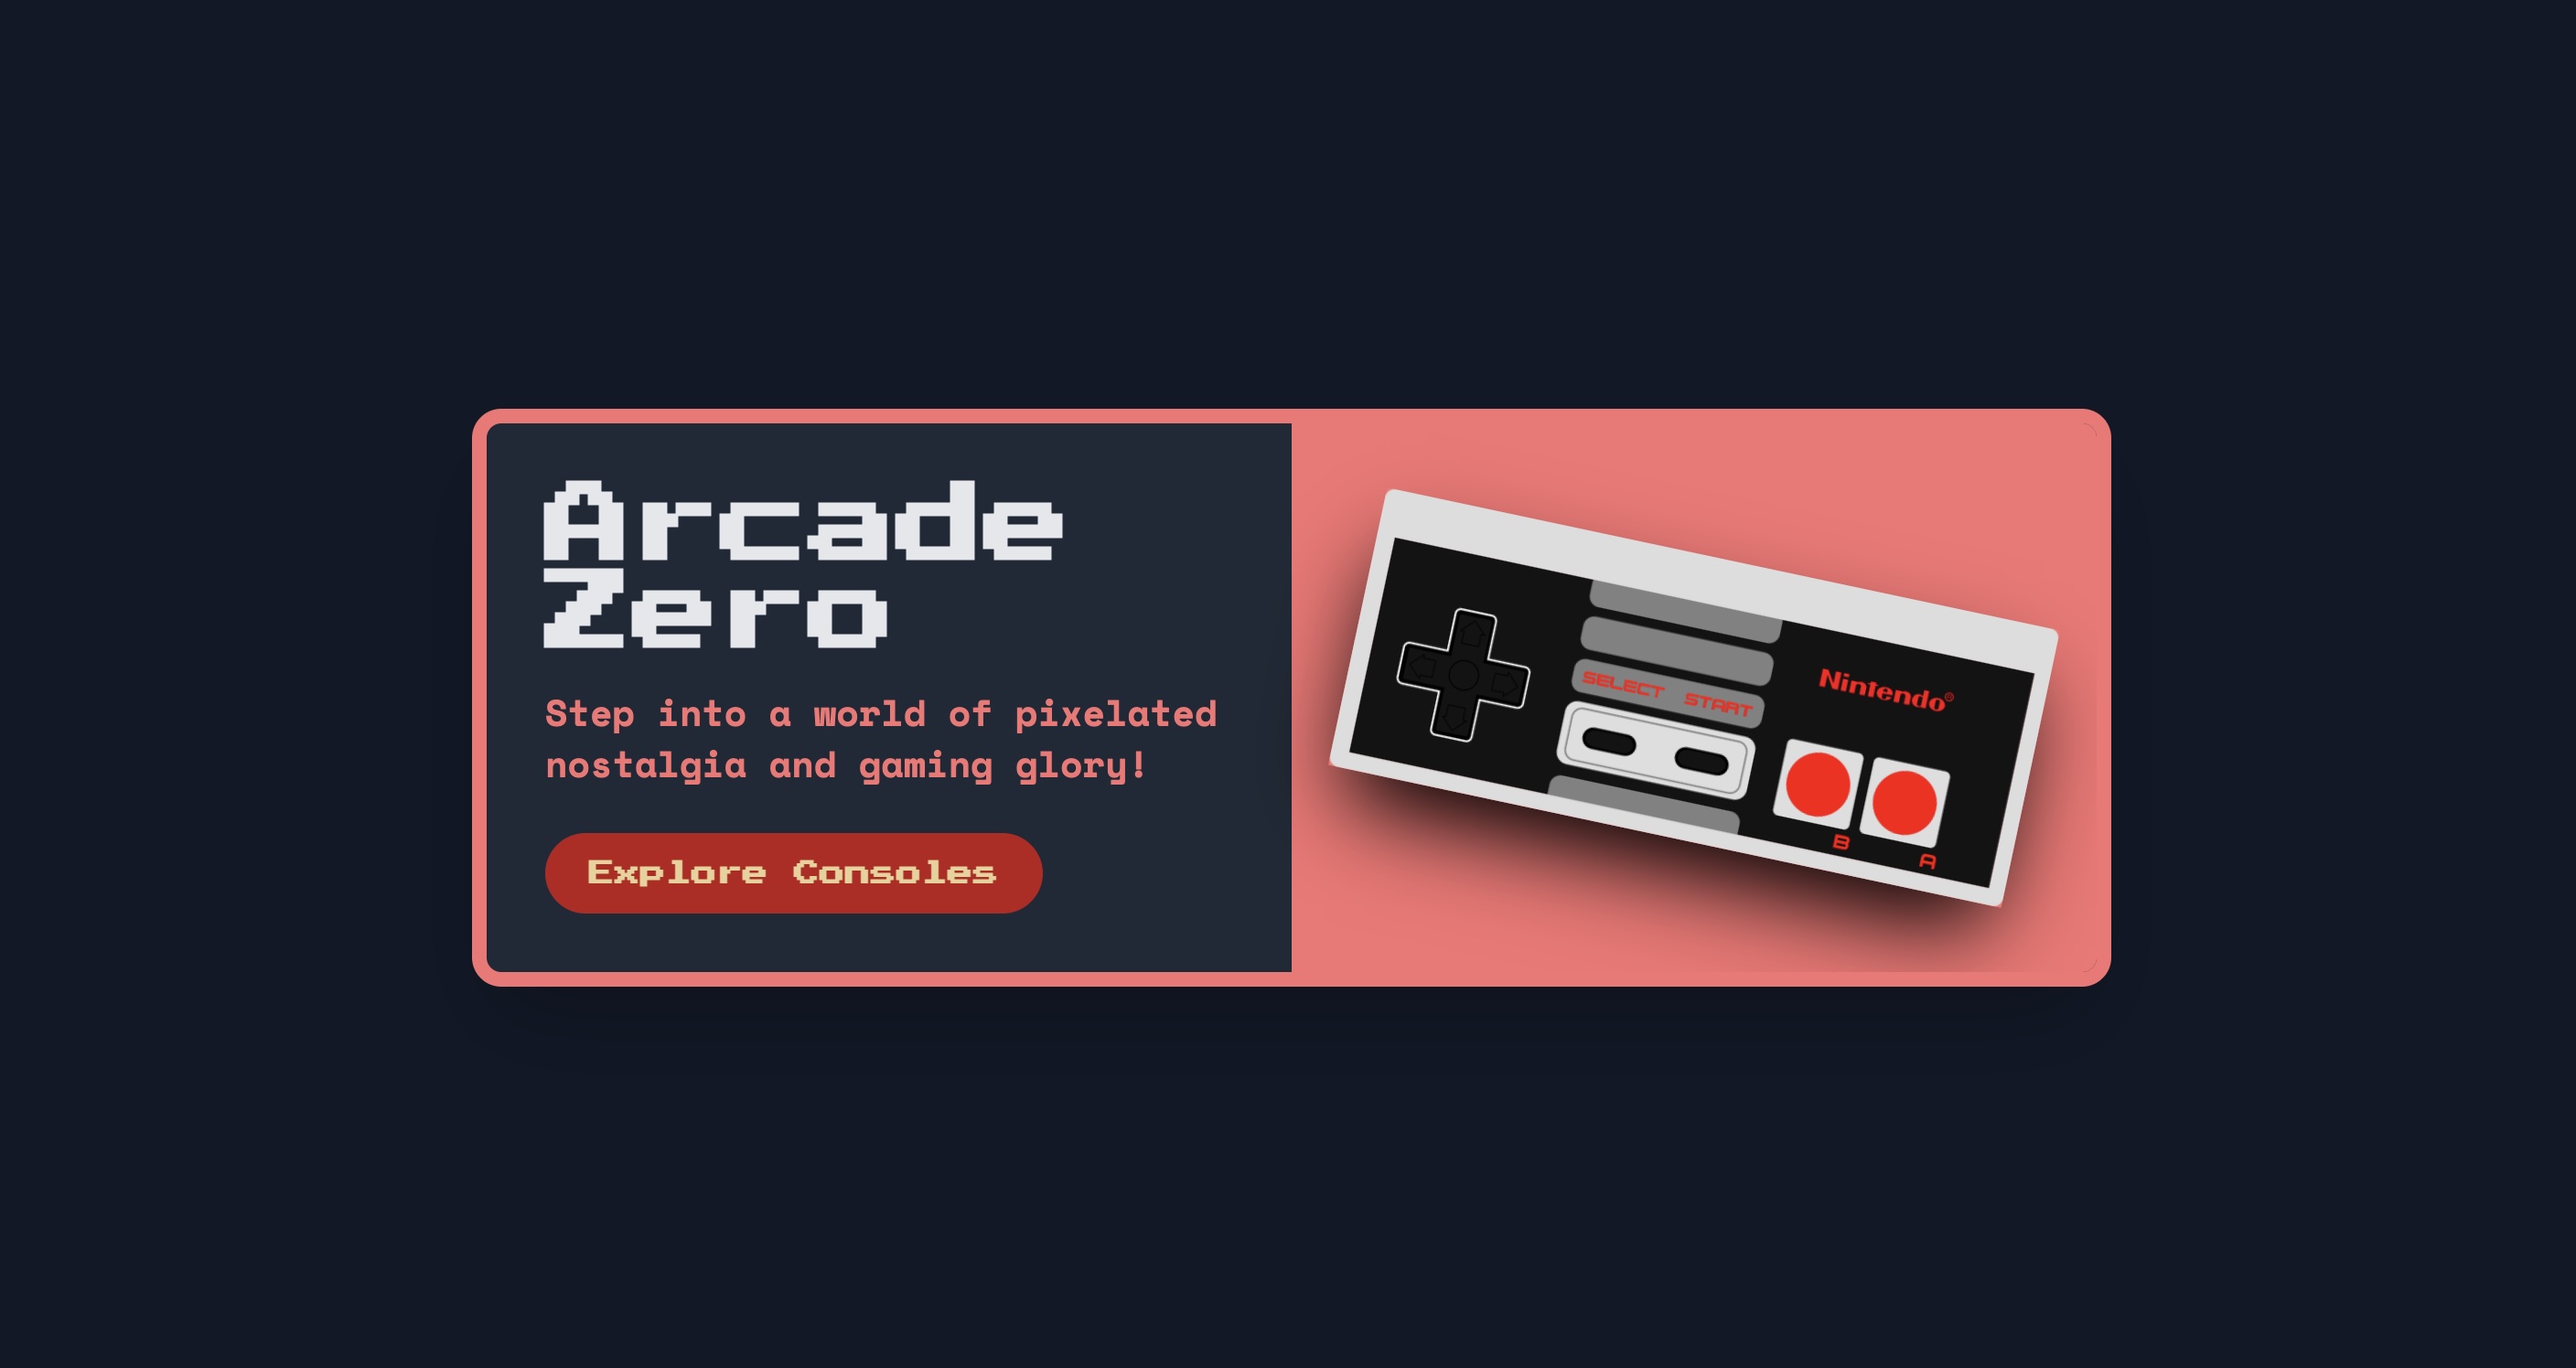 Arcade
Zero
Step into a world of pixelated
nostalgia and gaming glory!
Explore Consoles
SELECT START
Nintendo®
B A